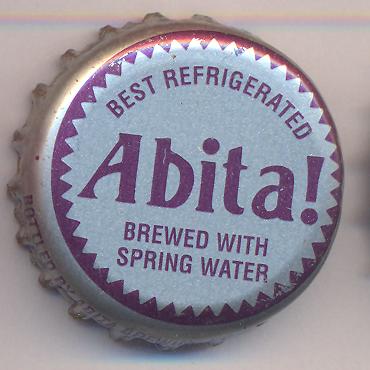 BEST REFRIGERATED
Abita!
BREWED WITH
SPRING WATER